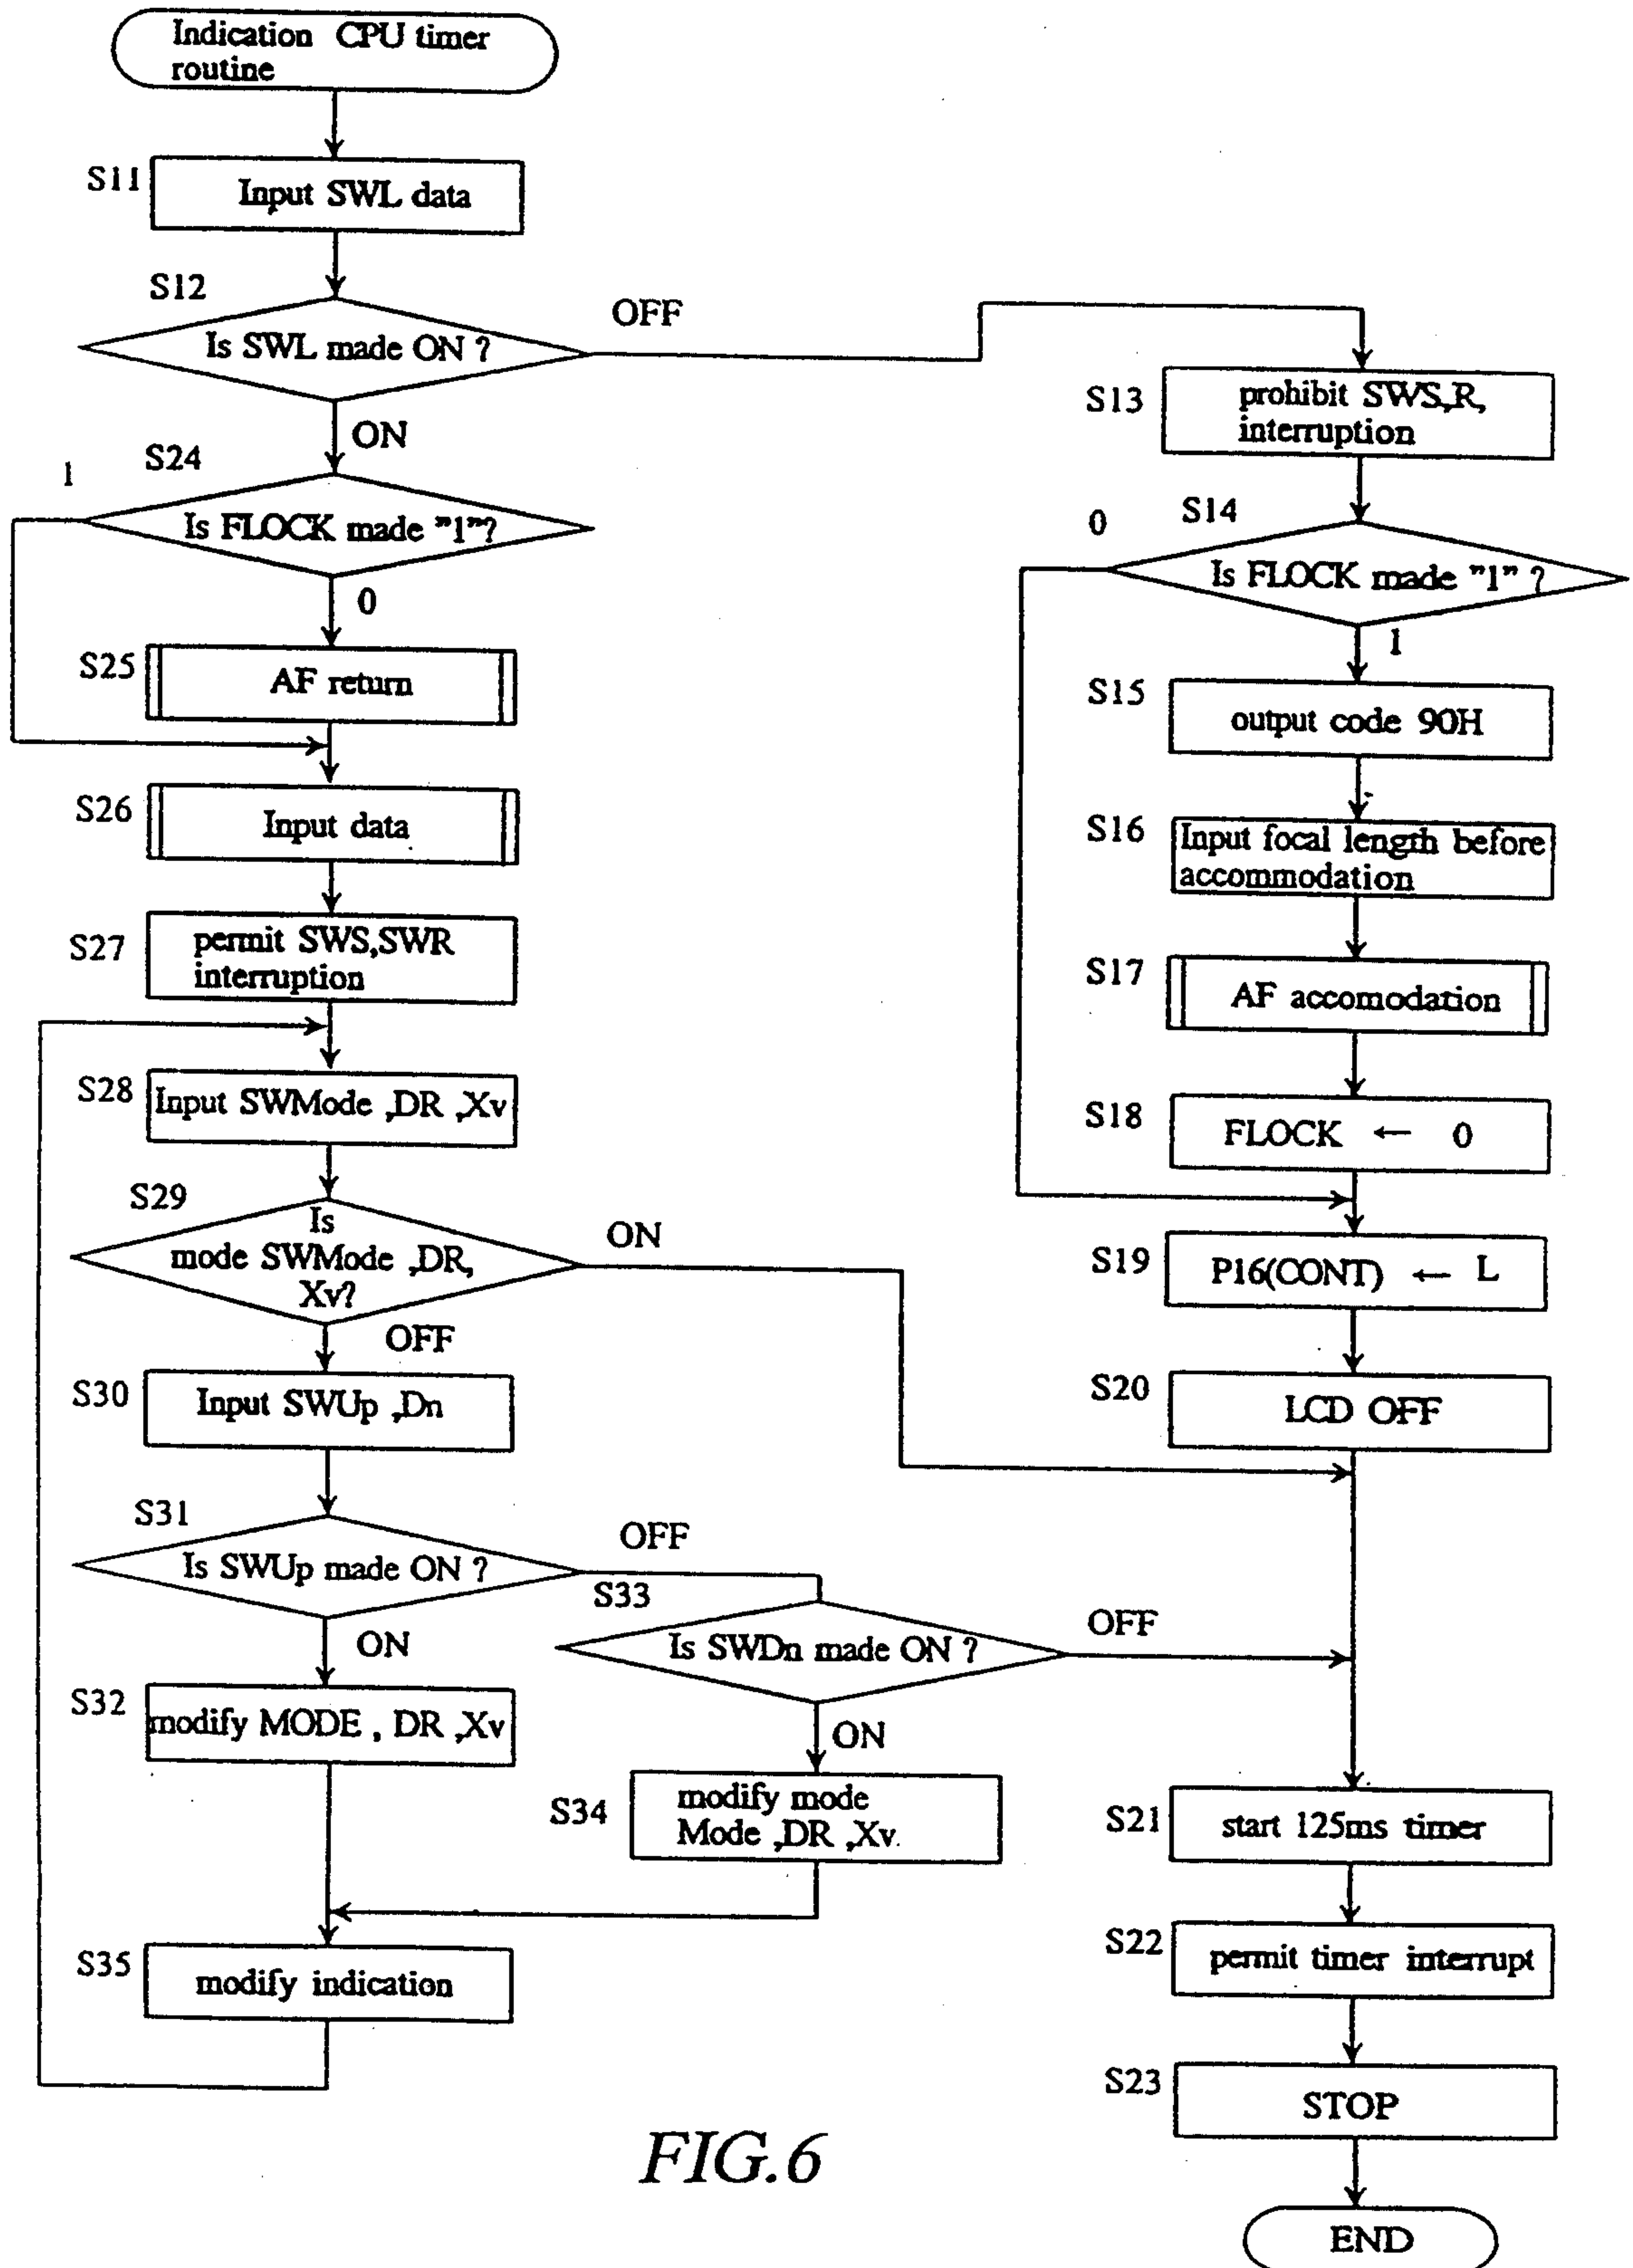 Indication CPU timer
routine
S11
Input SWL data
S12
Is SWL made ON ?
OFF
ON
S13
prohibit SWS,R,
interruption
S24
1
Is FLOCK made "1"?
0
S14
0
Is FLOCK made "1" ?
1
S25
AF return
S15
output code 90H
S26
Input data
S16
Input focal length before
accommodation
S27
permit SWS,SWR
interruption
S17
AF accomodation
S28
Input SWMode ,DR ,Xv
S18
FLOCK ← 0
S29
Is
mode SWMode ,DR,
Xv?
ON
OFF
S19
P16(CONT) ← L
S30
Input SWUp ,Dn
S20
LCD OFF
S31
Is SWUp made ON ?
OFF
ON
S33
Is SWDn made ON ?
OFF
ON
S32
modify MODE , DR ,Xv
S34
modify mode
Mode ,DR ,Xv.
S21
start 125ms timer
S35
modify indication
S22
permit timer interrupt
S23
STOP
FIG.6
END